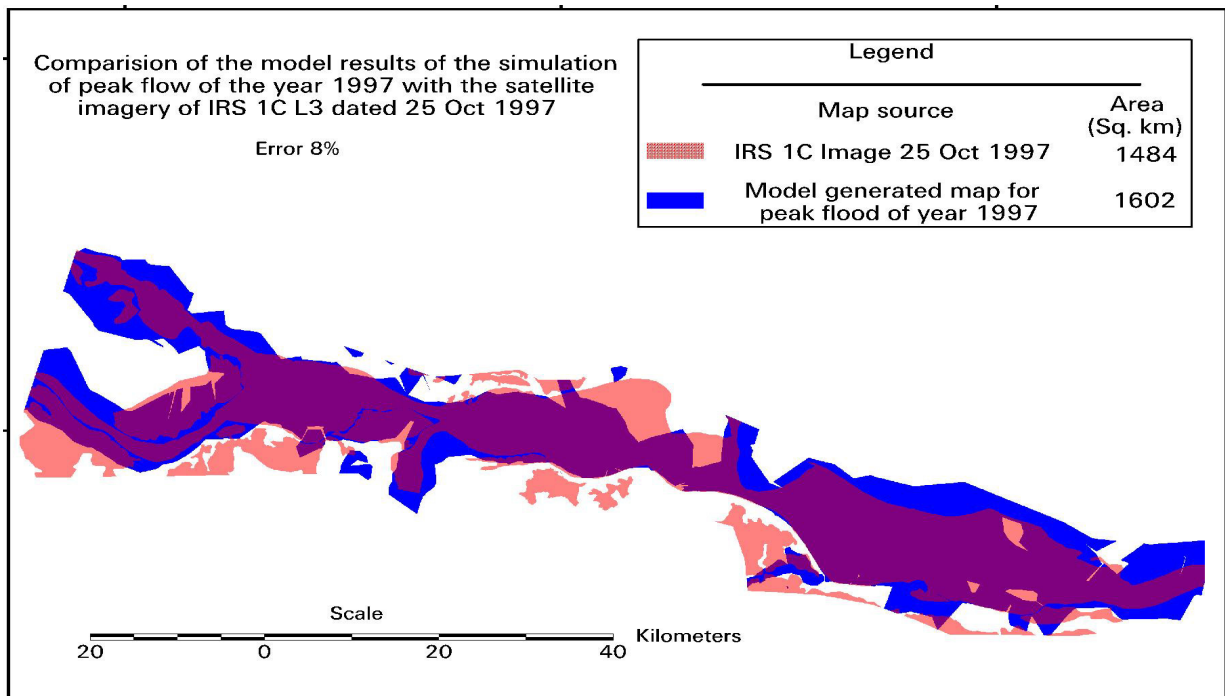 Comparision of the model results of the simulation
of peak flow of the year 1997 with the satellite
imagery of IRS 1C L3 dated 25 Oct 1997
Error 8%
Legend
Map source
Area
(Sq. km)
IRS 1C Image 25 Oct 1997
1484
Model generated map for
peak flood of year 1997
1602
Scale
20 0 20 40
Kilometers